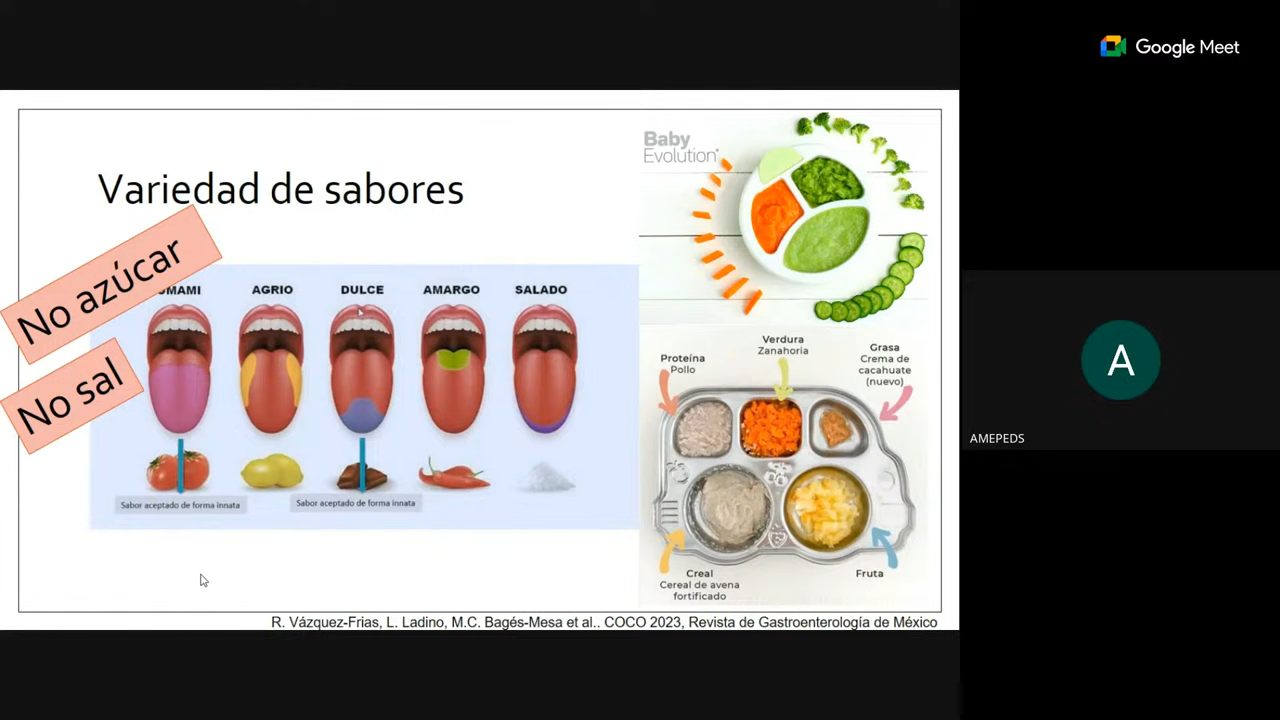 Google Meet
Variedad de sabores
No azúcar
No sal
UMAMI
AGRIO
DULCE
AMARGO
SALADO
Sabor aceptado de forma innata
Sabor aceptado de forma innata
Baby
Evolution
Proteína
Pollo
Verdura
Zanahoria
Grasa
Crema de
cacahuate
(nuevo)
Creal
Cereal de avena
fortificado
Fruta
R. Vázquez-Frias, L. Ladino, M.C. Bagés-Mesa et al.. COCO 2023, Revista de Gastroenterología de México
A
AMEPEDS